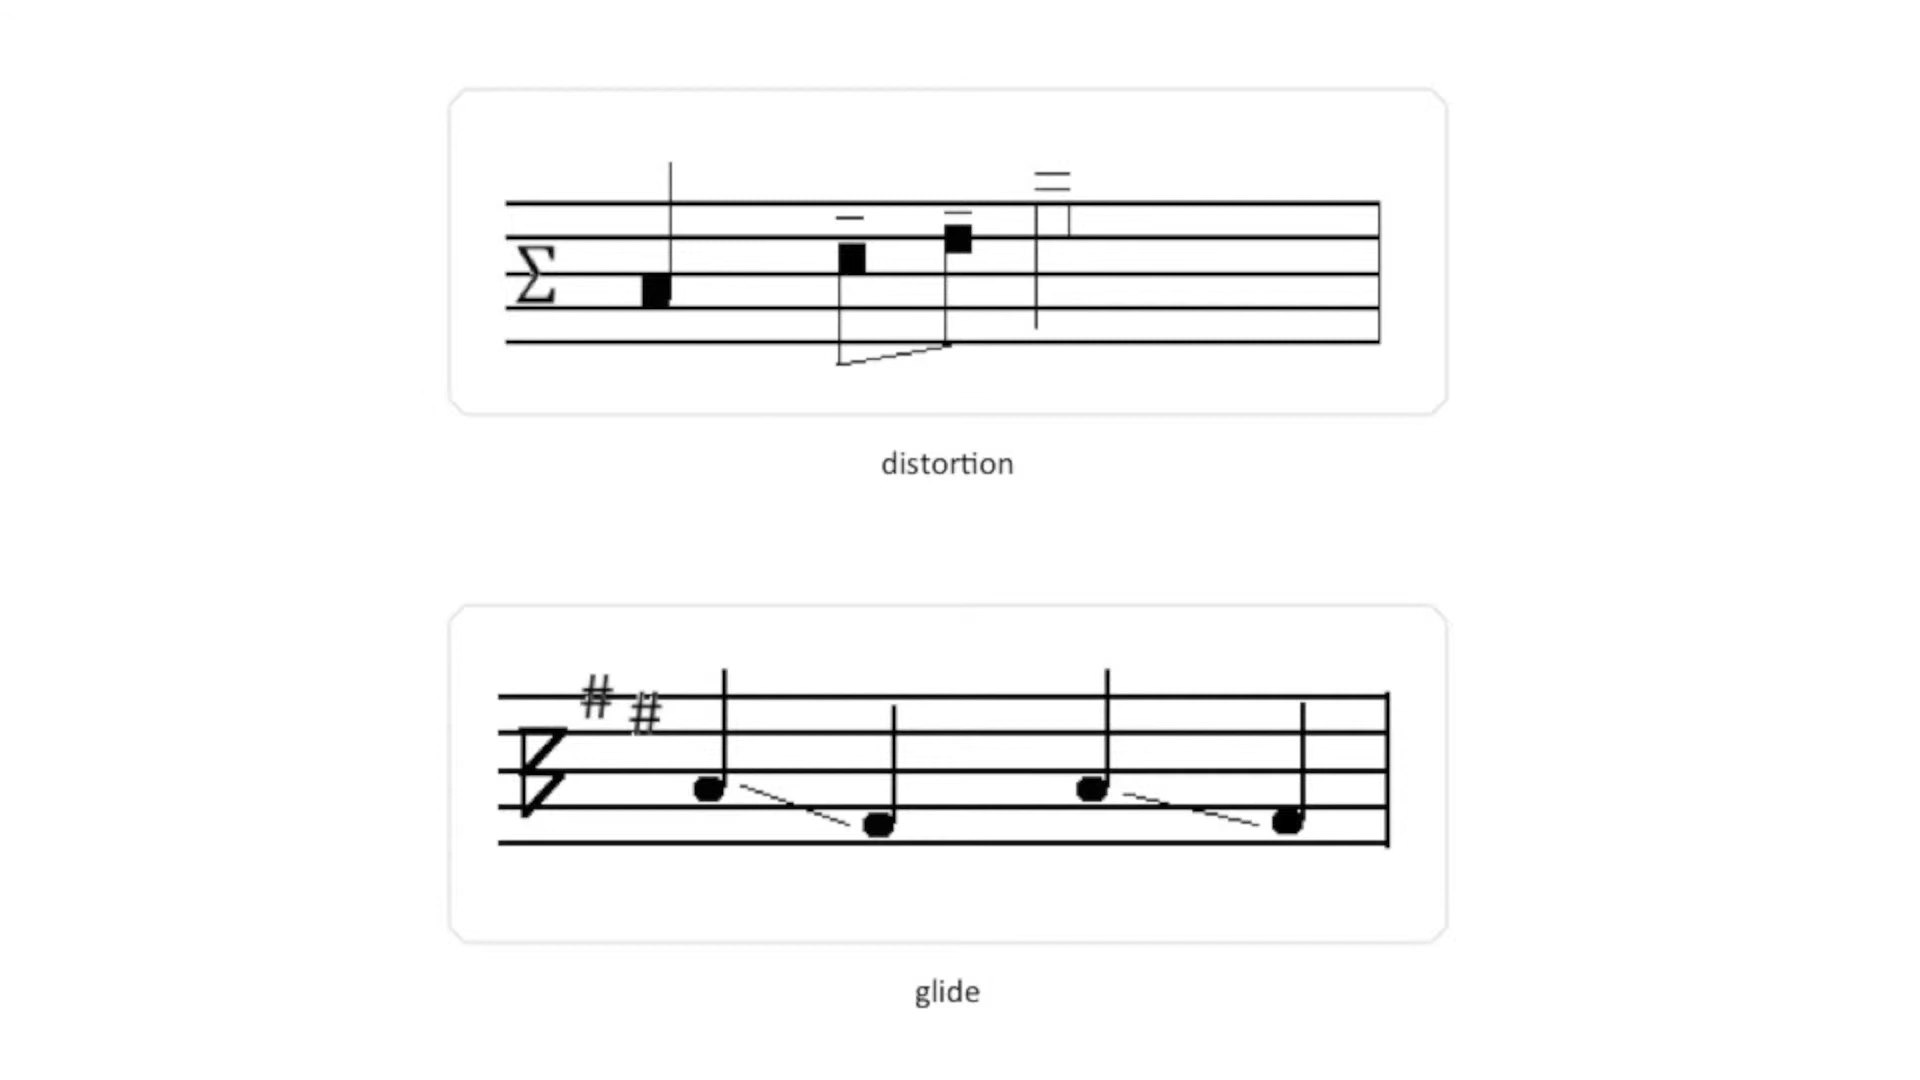 Σ
# #
distortion
glide